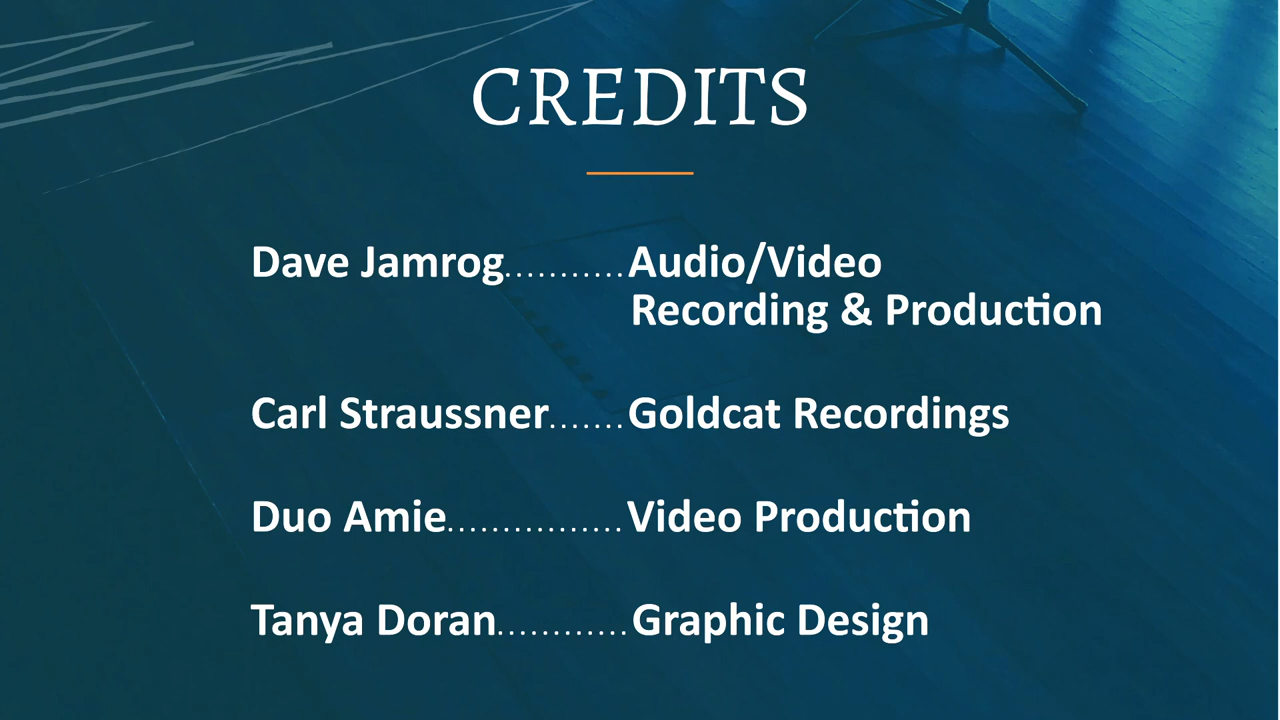 CREDITS
Dave Jamrog...........Audio/Video
Recording & Production
Carl Straussner.......Goldcat Recordings
Duo Amie................Video Production
Tanya Doran............Graphic Design